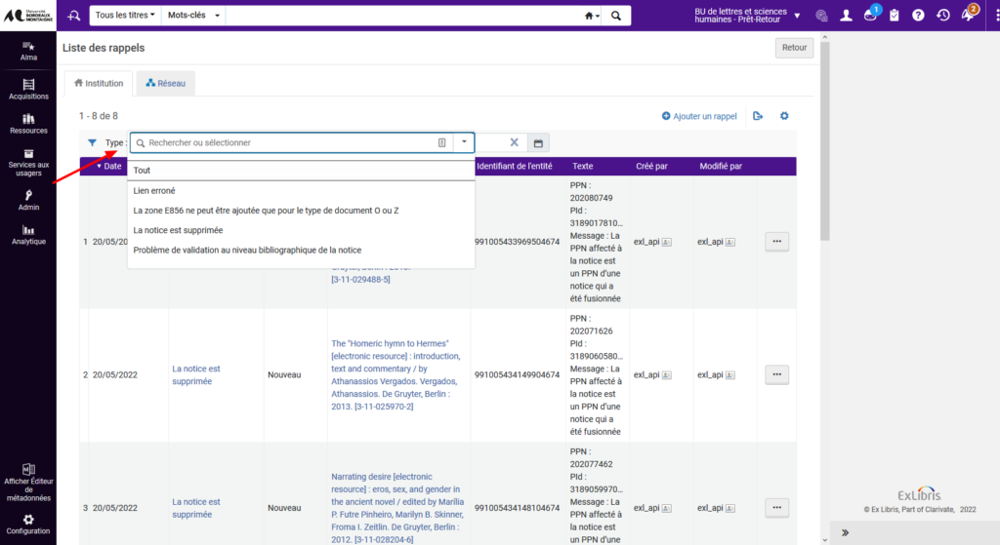 Université
BORDEAUX
MONTAIGNE
Tous les titres
Mots-clés
BU de lettres et sciences
humaines - Prêt-Retour
1
2
Alma
Acquisitions
Ressources
Services aux
usagers
Admin
Analytique
Afficher Éditeur
de
métadonnées
Configuration
Liste des rappels
Retour
Institution
Réseau
1 - 8 de 8
Ajouter un rappel
Type :
Rechercher ou sélectionner
Tout
Lien erroné
La zone E856 ne peut être ajoutée que pour le type de document O ou Z
La notice est supprimée
Problème de validation au niveau bibliographique de la notice
Date
Identifiant de l'entité
Texte
Créé par
Modifié par
1
20/05/20
[3-11-029488-5]
991005433969504674
PPN :
202080749
PId :
3189017810...
Message : La
PPN affecté à
la notice est
un PPN d'une
notice qui a
été fusionnée
exl_api
exl_api
2
20/05/2022
La notice est
supprimée
Nouveau
The "Homeric hymn to Hermes"
[electronic resource] : introduction,
text and commentary / by
Athanassios Vergados. Vergados,
Athanassios. De Gruyter, Berlin :
2013. [3-11-025970-2]
991005434149904674
PPN :
202071626
PId :
3189060580...
Message : La
PPN affecté à
la notice est
un PPN d'une
notice qui a
été fusionnée
exl_api
exl_api
3
20/05/2022
La notice est
supprimée
Nouveau
Narrating desire [electronic
resource] : eros, sex, and gender in
the ancient novel / edited by Marília
P. Futre Pinheiro, Marilyn B. Skinner,
Froma I. Zeitlin. De Gruyter, Berlin :
2012. [3-11-028204-6]
991005434148104674
PPN :
202077462
PId :
3189059970...
Message : La
PPN affecté à
la notice est
un PPN d'une
exl_api
exl_api
ExLibris
© Ex Libris, Part of Clarivate, 2022